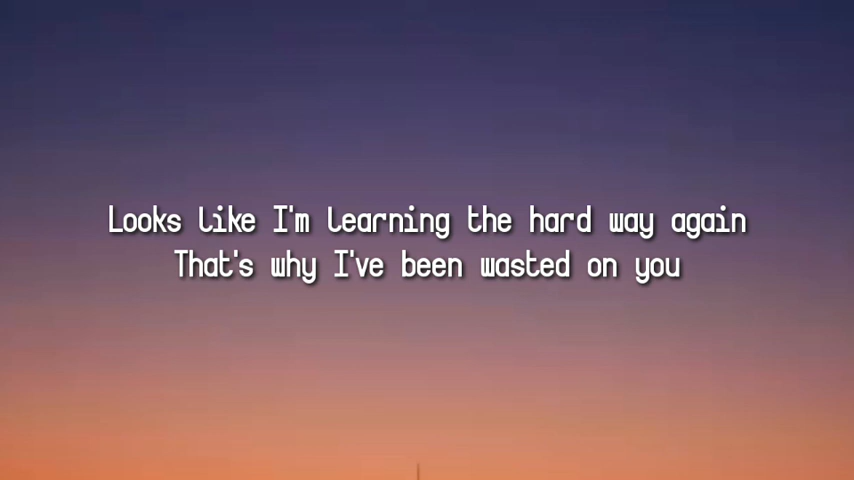 Looks like I'm learning the hard way again
That's why I've been wasted on you